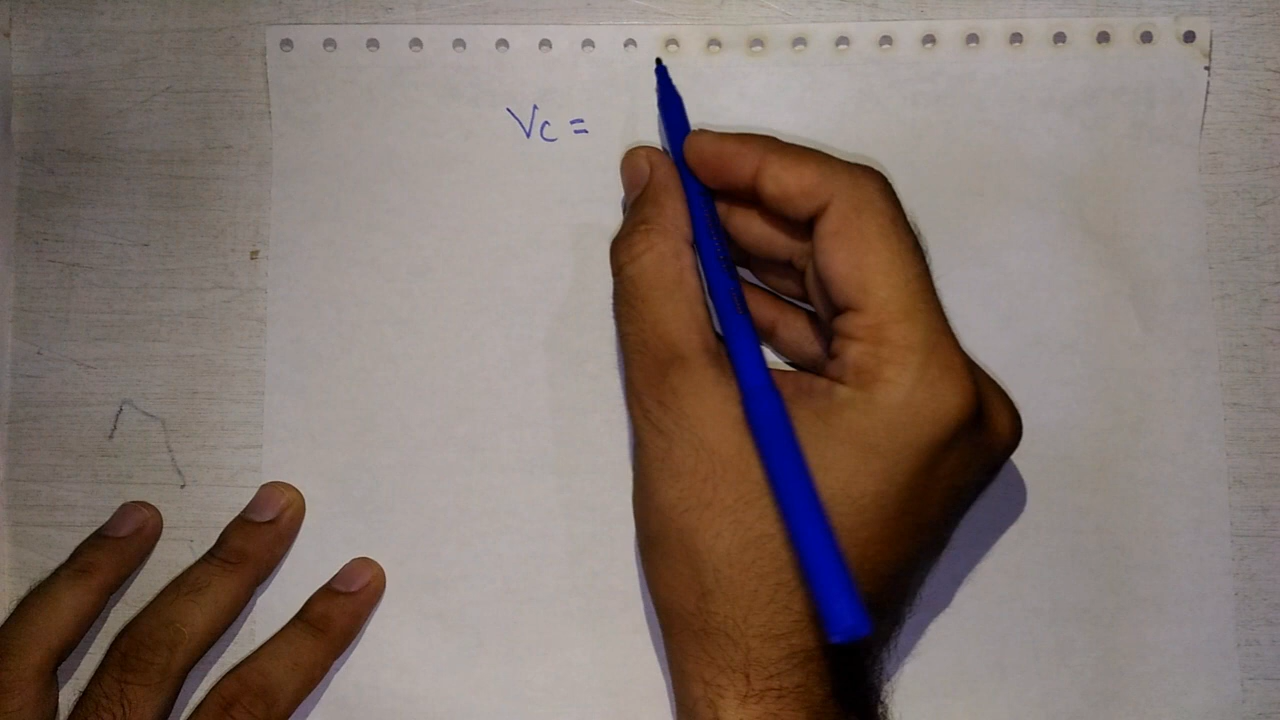 Vc =